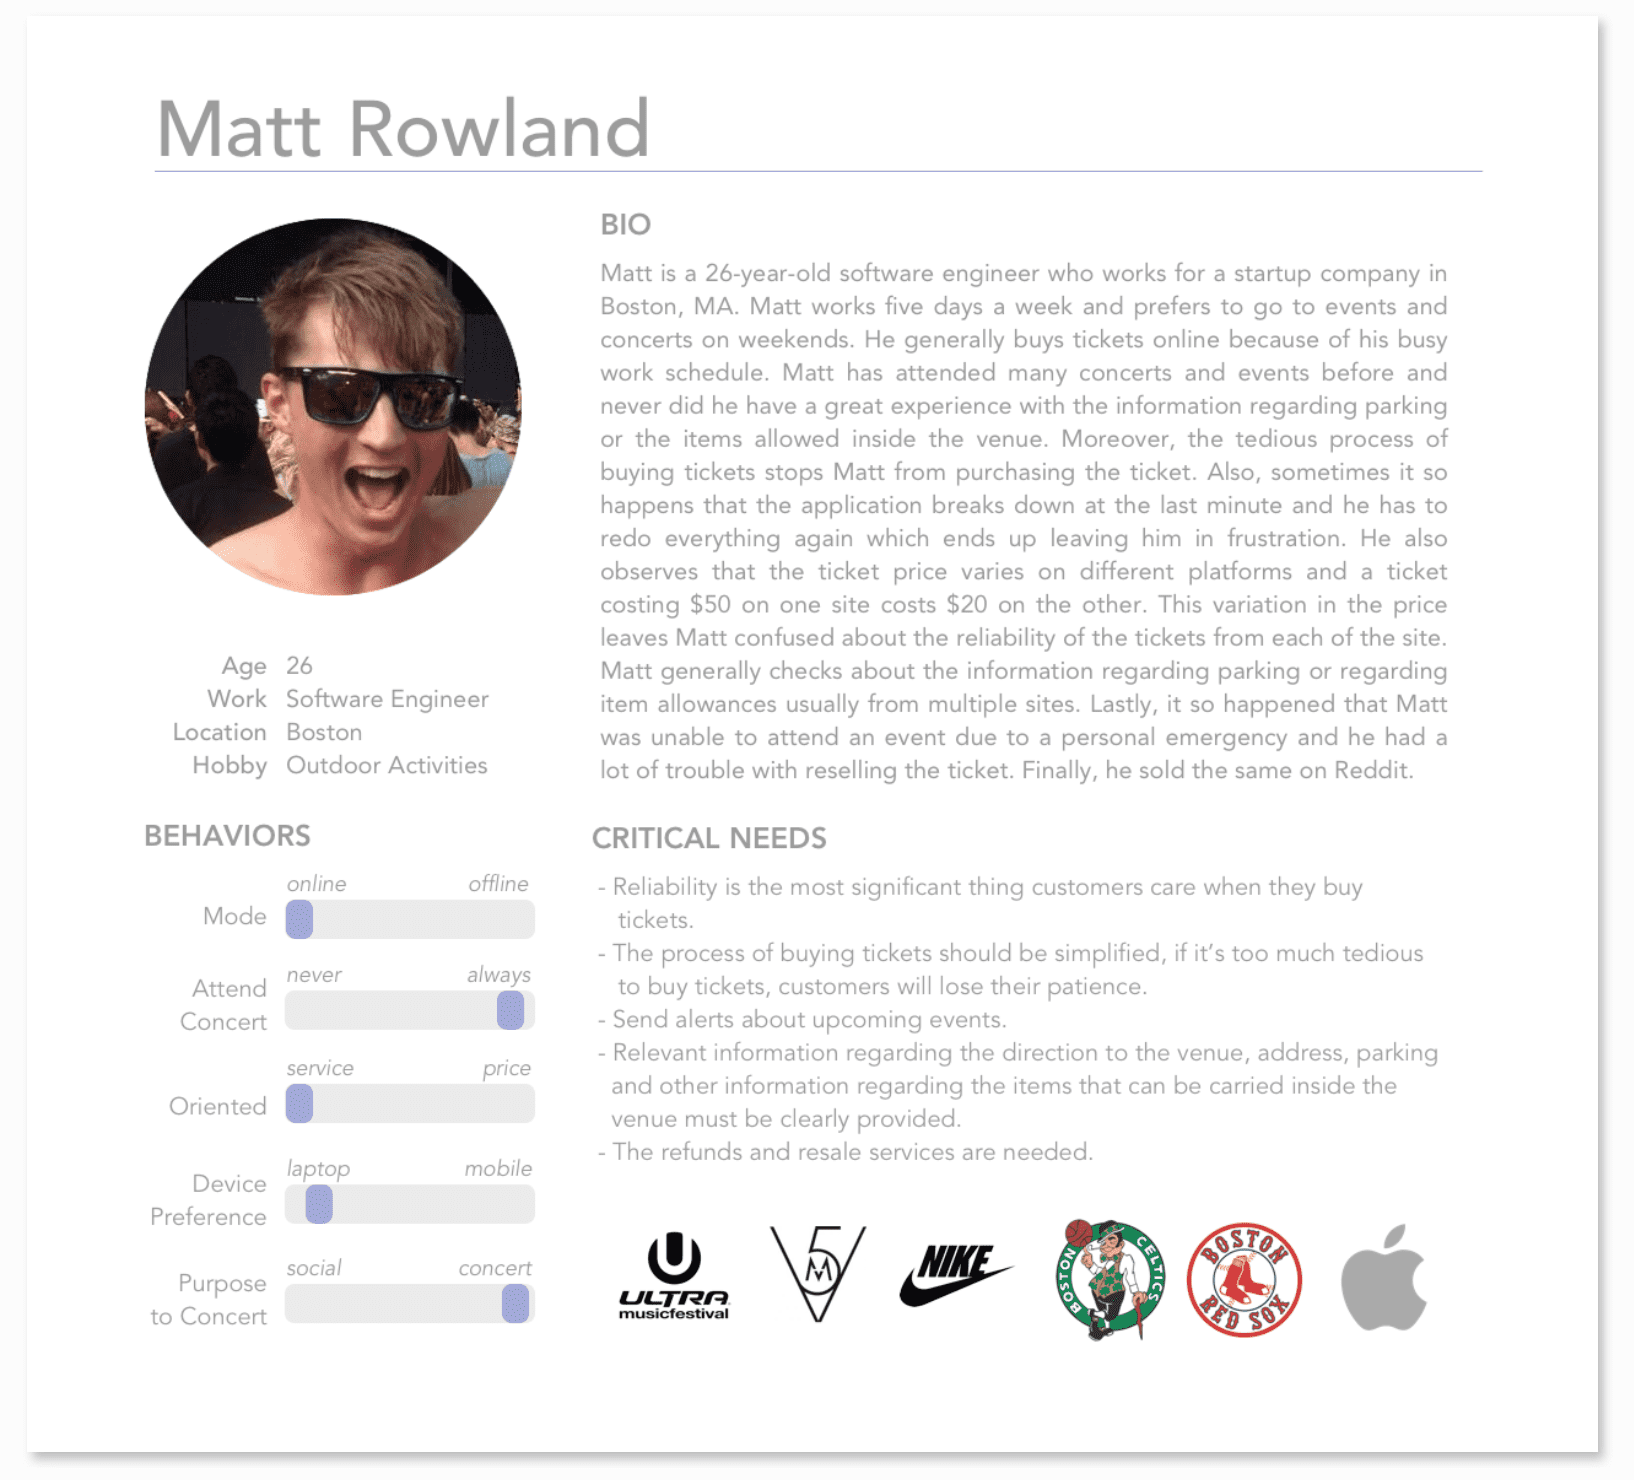 Matt Rowland
BIO
Matt is a 26-year-old software engineer who works for a startup company in
Boston, MA. Matt works five days a week and prefers to go to events and
concerts on weekends. He generally buys tickets online because of his busy
work schedule. Matt has attended many concerts and events before and
never did he have a great experience with the information regarding parking
or the items allowed inside the venue. Moreover, the tedious process of
buying tickets stops Matt from purchasing the ticket. Also, sometimes it so
happens that the application breaks down at the last minute and he has to
redo everything again which ends up leaving him in frustration. He also
observes that the ticket price varies on different platforms and a ticket
costing $50 on one site costs $20 on the other. This variation in the price
leaves Matt confused about the reliability of the tickets from each of the site.
Matt generally checks about the information regarding parking or regarding
item allowances usually from multiple sites. Lastly, it so happened that Matt
was unable to attend an event due to a personal emergency and he had a
lot of trouble with reselling the ticket. Finally, he sold the same on Reddit.
Age 26
Work Software Engineer
Location Boston
Hobby Outdoor Activities
BEHAVIORS
online offline
Mode
never always
Attend
Concert
service price
Oriented
laptop mobile
Device
Preference
social concert
Purpose
to Concert
CRITICAL NEEDS
- Reliability is the most significant thing customers care when they buy
tickets.
- The process of buying tickets should be simplified, if it's too much tedious
to buy tickets, customers will lose their patience.
- Send alerts about upcoming events.
- Relevant information regarding the direction to the venue, address, parking
and other information regarding the items that can be carried inside the
venue must be clearly provided.
- The refunds and resale services are needed.
ULTRA
musicfestival
V
5
M
NIKE
BOSTON CELTICS
BOSTON
RED SOX